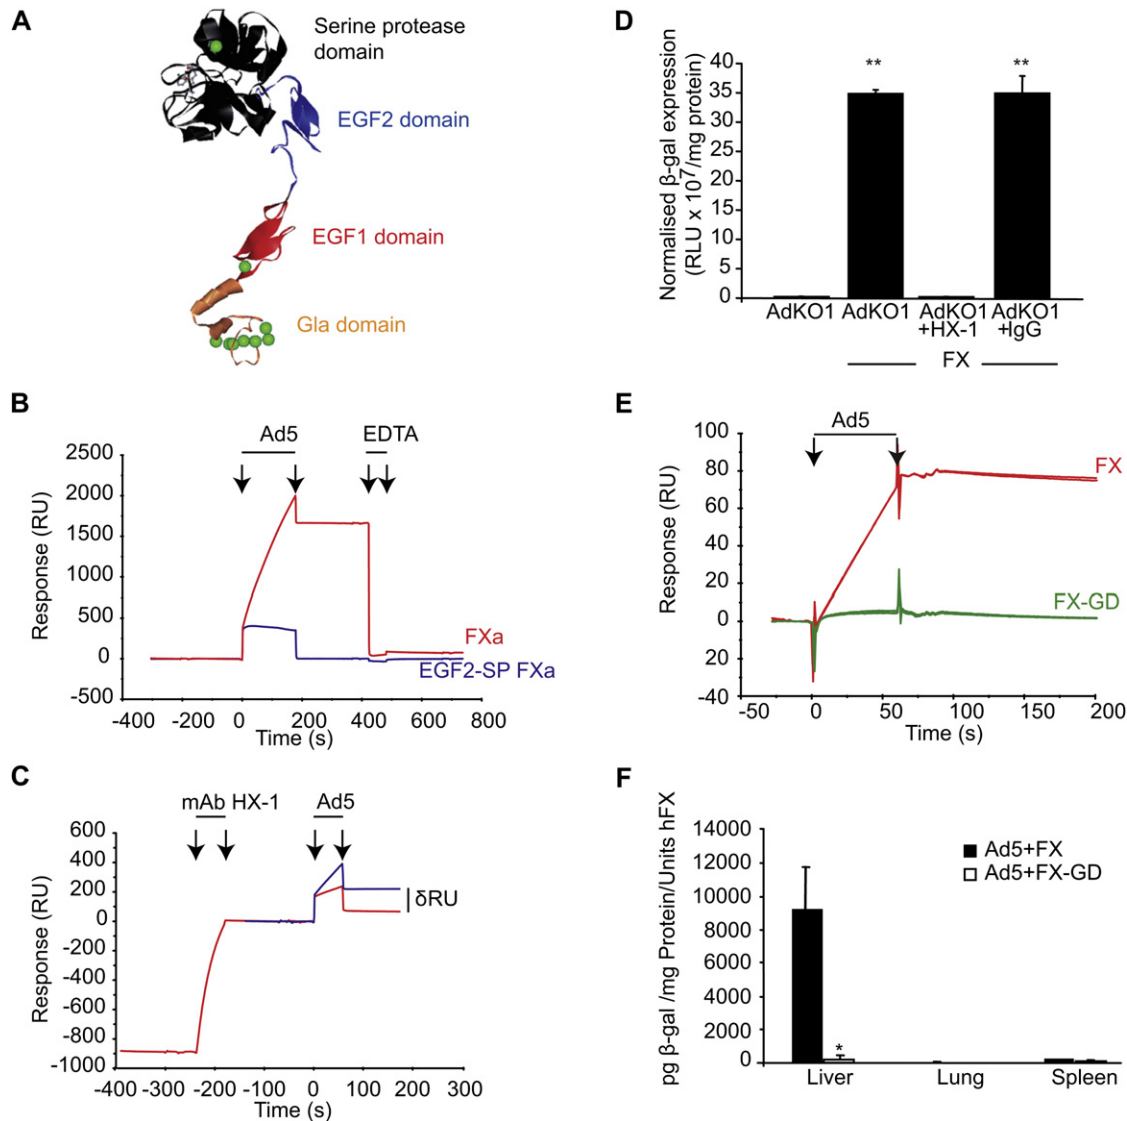 A
Serine protease
domain
EGF2 domain
EGF1 domain
Gla domain
B
Ad5
EDTA
2500
2000
1500
1000
500
0
-500
Response (RU)
FXa
EGF2-SP FXa
-400
-200
0
200
400
600
800
Time (s)
C
mAb HX-1
Ad5
600
400
200
0
-200
-400
-600
-800
-1000
Response (RU)
δRU
-400
-300
-200
-100
0
100
200
300
Time (s)
D
Normalised β-gal expression
(RLU x 10⁷/mg protein)
40
35
30
25
20
15
10
5
0
**
**
AdKO1
AdKO1
AdKO1
+HX-1
AdKO1
+IgG
FX
E
Ad5
100
80
60
40
20
0
20
-40
Response (RU)
FX
FX-GD
-50
0
50
100
150
200
Time (s)
F
pg β-gal /mg Protein/Units hFX
14000
12000
10000
8000
6000
4000
2000
0
Ad5+FX
Ad5+FX-GD
*
Liver
Lung
Spleen